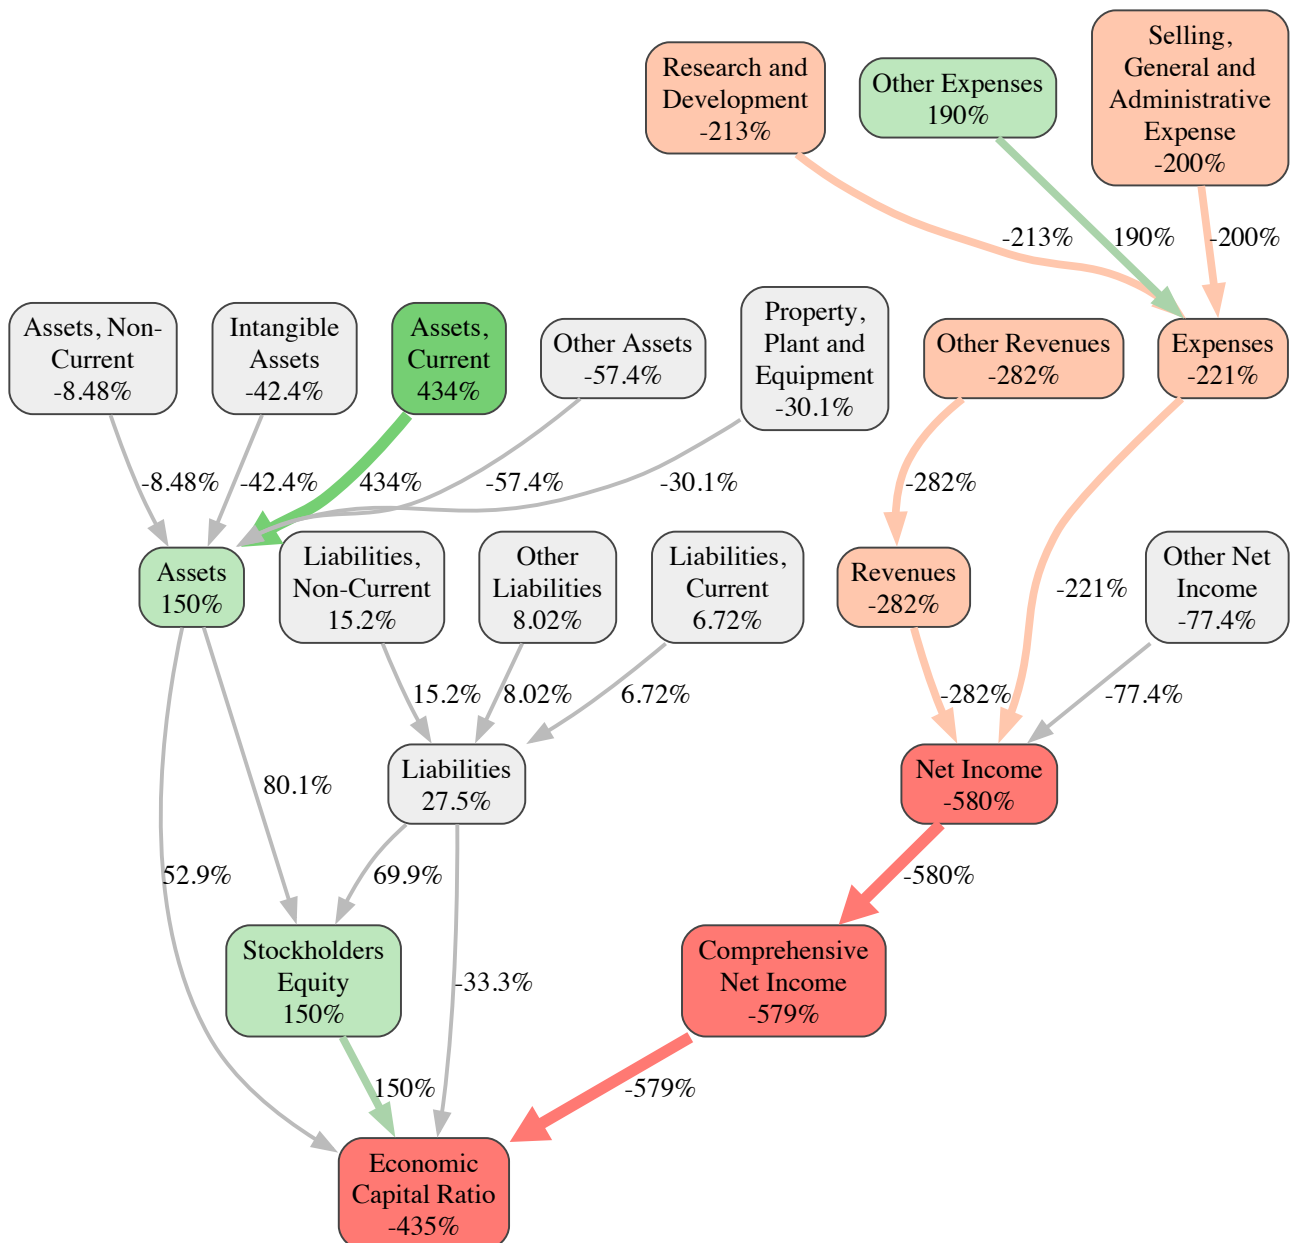 Research and
Development
-213%
Other Expenses
190%
Selling,
General and
Administrative
Expense
-200%
-213%
190%
-200%
Assets, Non-
Current
-8.48%
Intangible
Assets
-42.4%
Assets,
Current
434%
Other Assets
-57.4%
Property,
Plant and
Equipment
-30.1%
Other Revenues
-282%
Expenses
-221%
-8.48%
-42.4%
434%
-57.4%
-30.1%
-282%
Assets
150%
Liabilities,
Non-Current
15.2%
Other
Liabilities
8.02%
Liabilities,
Current
6.72%
Revenues
-282%
-221%
Other Net
Income
-77.4%
15.2%
8.02%
6.72%
-282%
-77.4%
80.1%
Liabilities
27.5%
Net Income
-580%
52.9%
69.9%
-580%
Stockholders
Equity
150%
-33.3%
Comprehensive
Net Income
-579%
150%
-579%
Economic
Capital Ratio
-435%